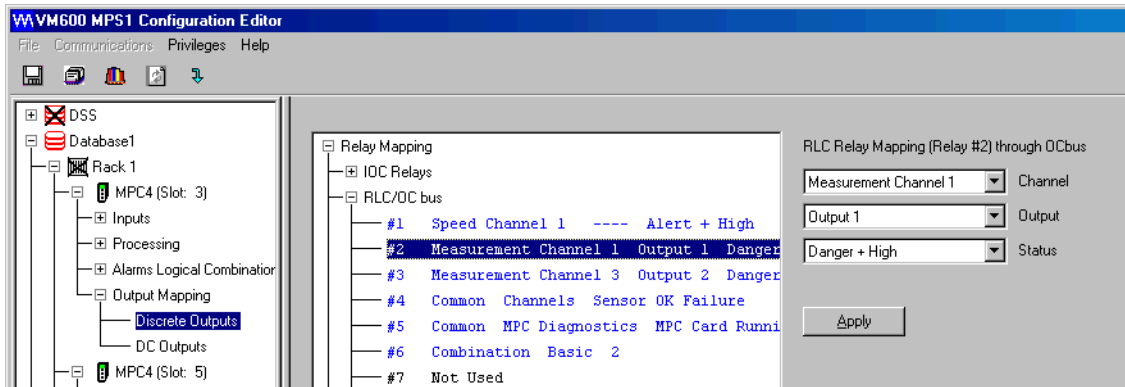 VM600 MPS1 Configuration Editor
File Communications Privileges Help
DSS
Database1
Rack 1
MPC4 (Slot: 3)
Inputs
Processing
Alarms Logical Combination
Output Mapping
Discrete Outputs
DC Outputs
MPC4 (Slot: 5)
Relay Mapping
IOC Relays
RLC/OC bus
#1 Speed Channel 1 ---- Alert + High
#2 Measurement Channel 1 Output 1 Danger
#3 Measurement Channel 3 Output 2 Danger
#4 Common Channels Sensor OK Failure
#5 Common MPC Diagnostics MPC Card Runni
#6 Combination Basic 2
#7 Not Used
RLC Relay Mapping (Relay #2) through OCbus
Measurement Channel 1 Channel
Output 1 Output
Danger + High Status
Apply